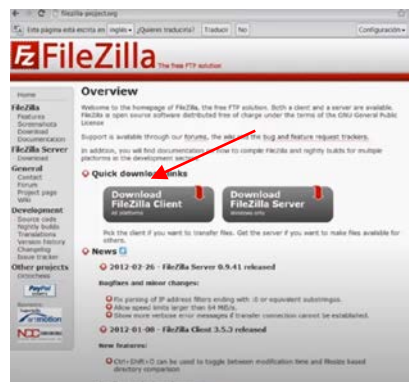 filezilla-project.org
Esta página está escrita en inglés ¿Quieres traducirla? Traducir No Configuración
FileZilla The free FTP solution
Home
FileZilla
Features
Screenshots
Download
Documentation
FileZilla Server
Download
General
Contact
Forum
Project page
Wiki
Development
Source code
Nightly builds
Translations
Version history
Changelog
Issue tracker
Other projects
Octochess
PayPal
Overview
Welcome to the homepage of FileZilla, the free FTP solution. Both a client and a server are available.
FileZilla is open source software distributed free of charge under the terms of the GNU General Public
License
Support is available through our forums, the wiki and the bug and feature request trackers.
In addition, you will find documentation on how to compile FileZilla and nightly builds for multiple
platforms in the development section.
Quick download links
Download
FileZilla Client
All platforms
Download
FileZilla Server
Windows only
Pick the client if you want to transfer files. Get the server if you want to make files available for
others.
News
2012-02-26 - FileZilla Server 0.9.41 released
Bugfixes and minor changes:
Fix parsing of IP address filters ending with :0 or equivalent substrings.
Allow speed limits larger than 64 MiB/s.
Show more verbose error messages if transfer connection cannot be established.
2012-01-08 - FileZilla Client 3.5.3 released
New features:
Ctrl+Shift+O can be used to toggle between modification time and filesize based
directory comparison